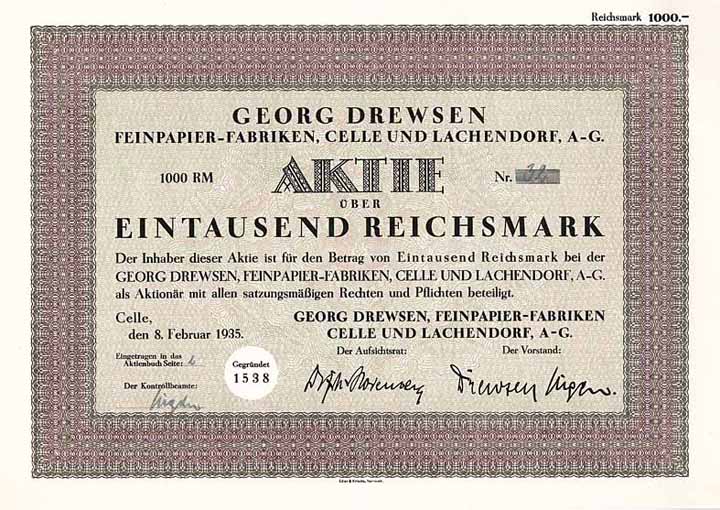 Reichsmark 1000.–
GEORG DREWSEN
FEINPAPIER-FABRIKEN, CELLE UND LACHENDORF, A-G.
1000 RM AKTIE Nr. 32
ÜBER
EINTAUSEND REICHSMARK
Der Inhaber dieser Aktie ist für den Betrag von Eintausend Reichsmark bei der
GEORG DREWSEN, FEINPAPIER-FABRIKEN, CELLE UND LACHENDORF, A-G.
als Aktionär mit allen satzungsmäßigen Rechten und Pflichten beteiligt.
Celle,
den 8. Februar 1935.
GEORG DREWSEN, FEINPAPIER-FABRIKEN
CELLE UND LACHENDORF, A-G.
Der Aufsichtsrat: Der Vorstand:
Eingetragen in das
Aktienbuch Seite:
Gegründet
1538
Der Kontrollbeamte:
Drewsen